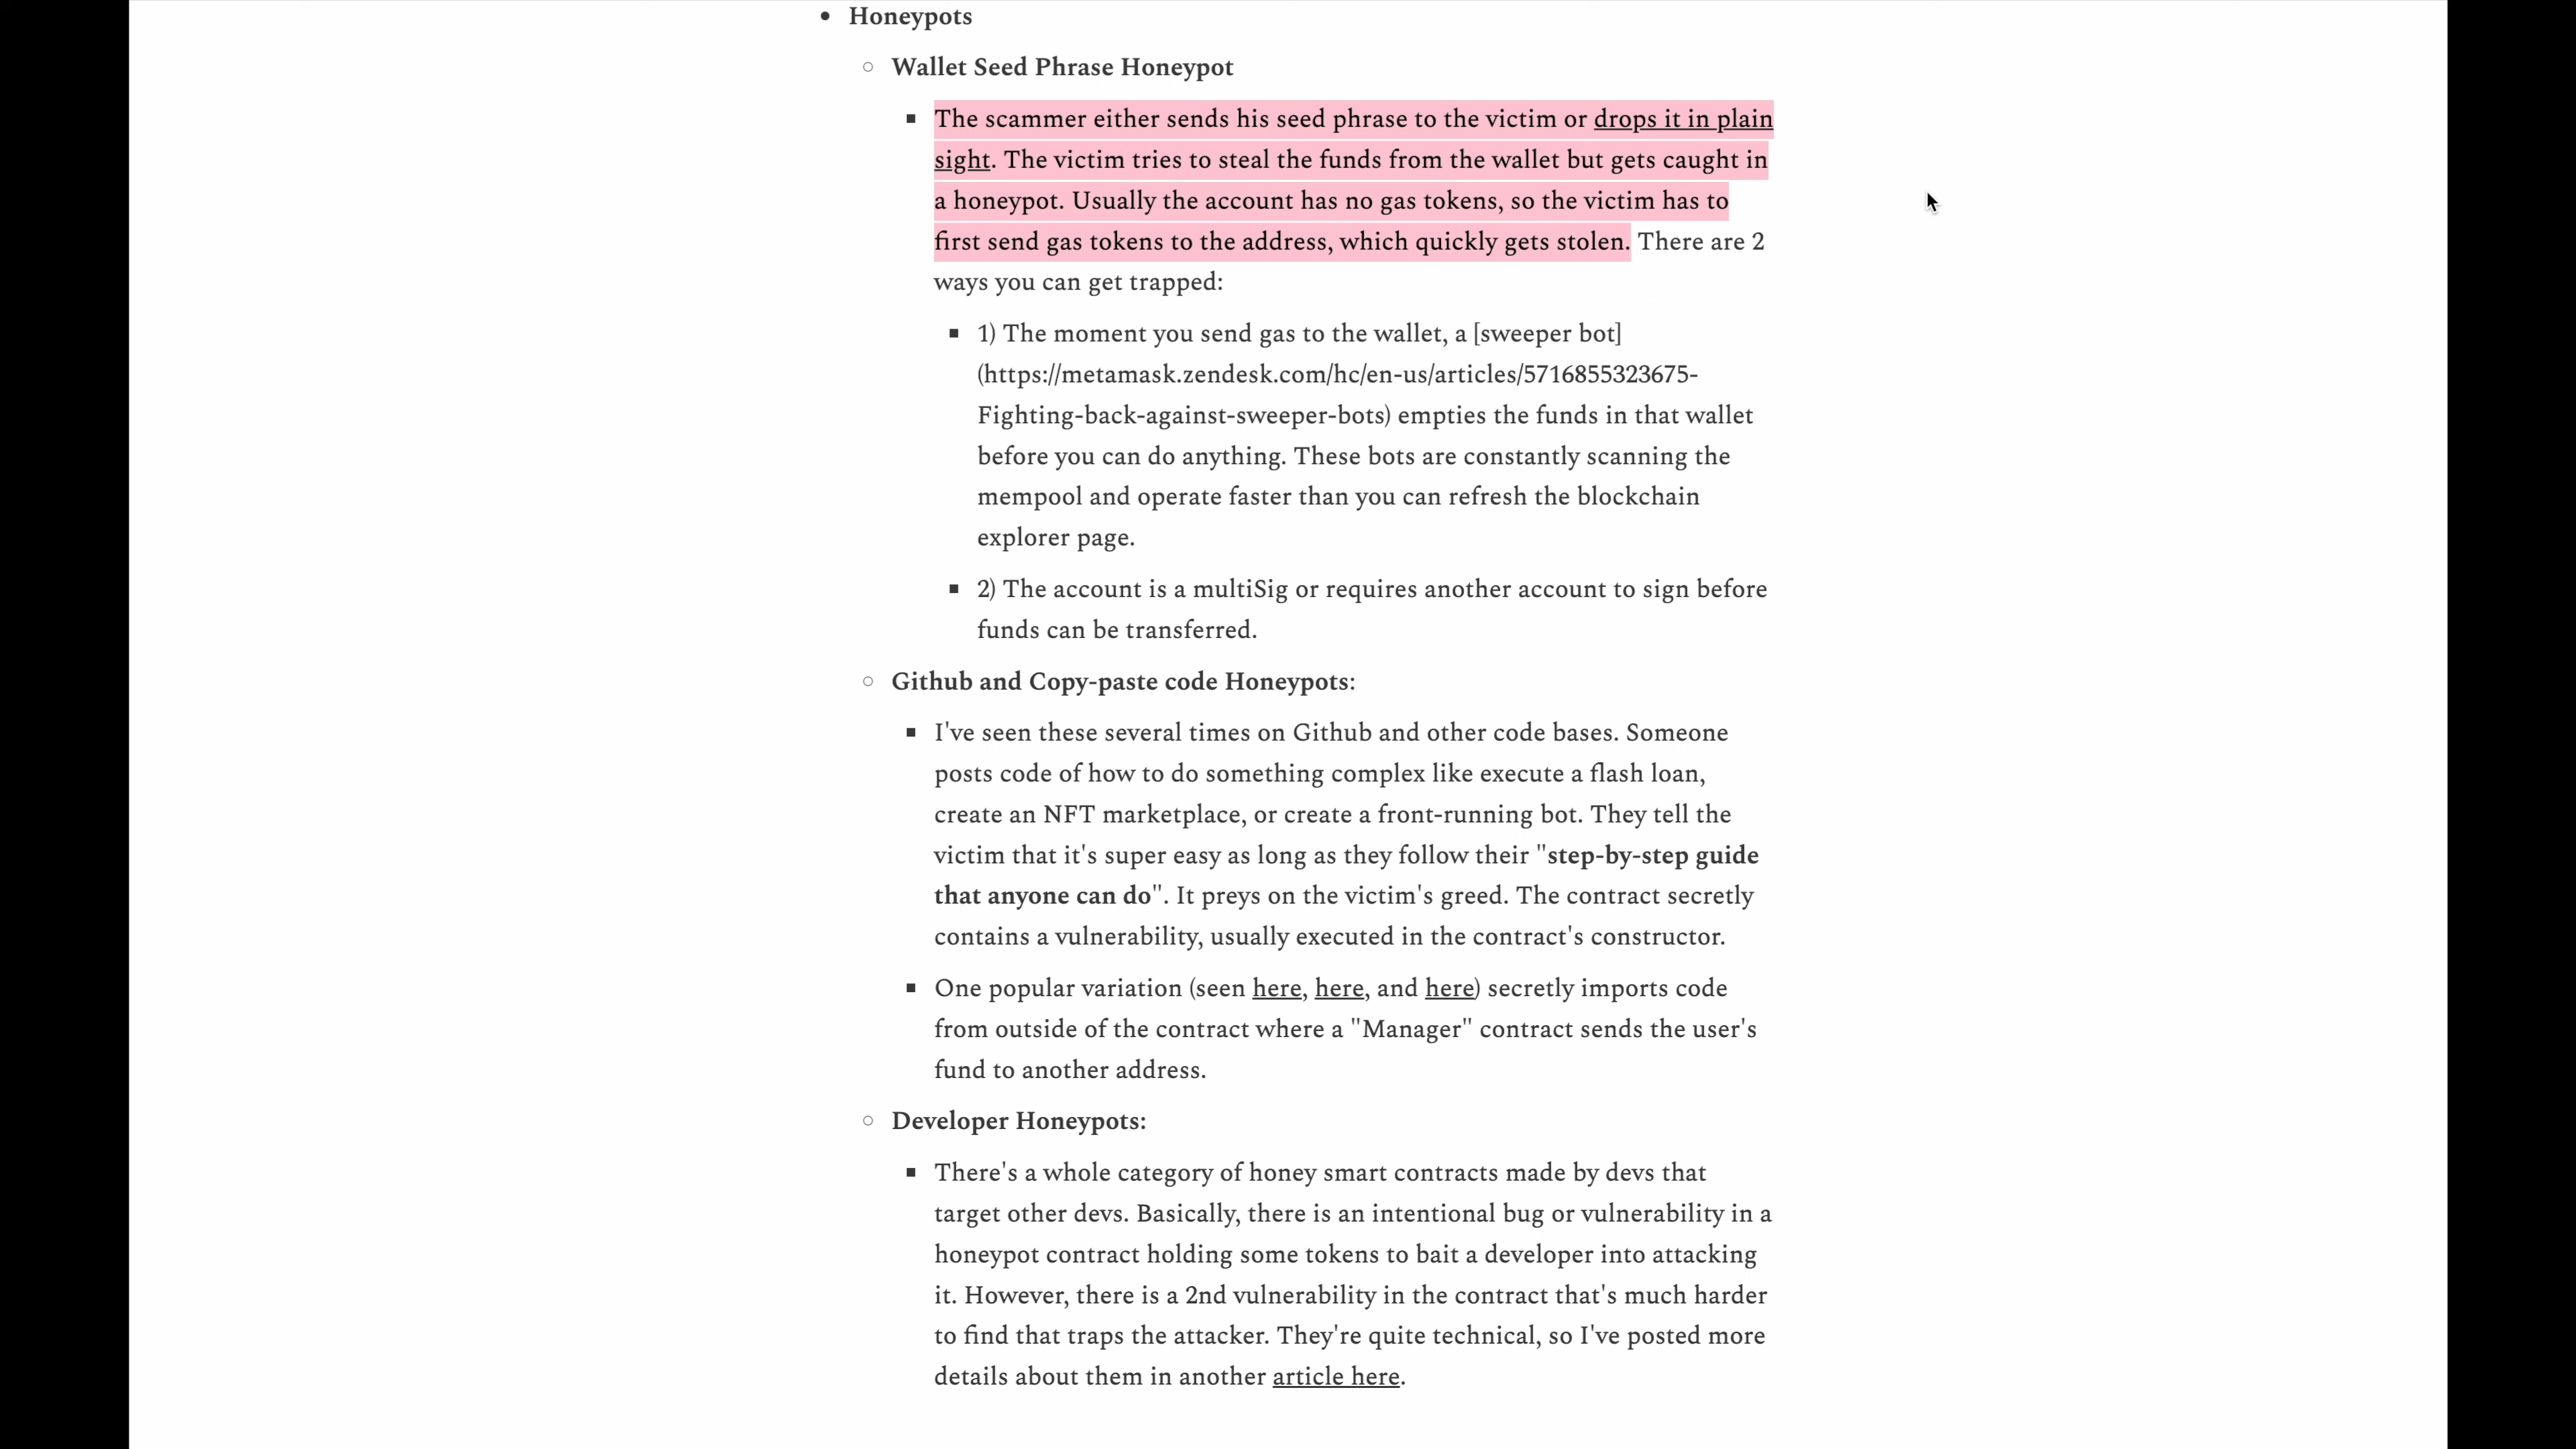 Honeypots
Wallet Seed Phrase Honeypot
The scammer either sends his seed phrase to the victim or drops it in plain
sight. The victim tries to steal the funds from the wallet but gets caught in
a honeypot. Usually the account has no gas tokens, so the victim has to
first send gas tokens to the address, which quickly gets stolen. There are 2
ways you can get trapped:
1) The moment you send gas to the wallet, a [sweeper bot]
(https://metamask.zendesk.com/hc/en-us/articles/5716855323675-
Fighting-back-against-sweeper-bots) empties the funds in that wallet
before you can do anything. These bots are constantly scanning the
mempool and operate faster than you can refresh the blockchain
explorer page.
2) The account is a multiSig or requires another account to sign before
funds can be transferred.
Github and Copy-paste code Honeypots:
I've seen these several times on Github and other code bases. Someone
posts code of how to do something complex like execute a flash loan,
create an NFT marketplace, or create a front-running bot. They tell the
victim that it's super easy as long as they follow their "step-by-step guide
that anyone can do". It preys on the victim's greed. The contract secretly
contains a vulnerability, usually executed in the contract's constructor.
One popular variation (seen here, here, and here) secretly imports code
from outside of the contract where a "Manager" contract sends the user's
fund to another address.
Developer Honeypots:
There's a whole category of honey smart contracts made by devs that
target other devs. Basically, there is an intentional bug or vulnerability in a
honeypot contract holding some tokens to bait a developer into attacking
it. However, there is a 2nd vulnerability in the contract that's much harder
to find that traps the attacker. They're quite technical, so I've posted more
details about them in another article here.